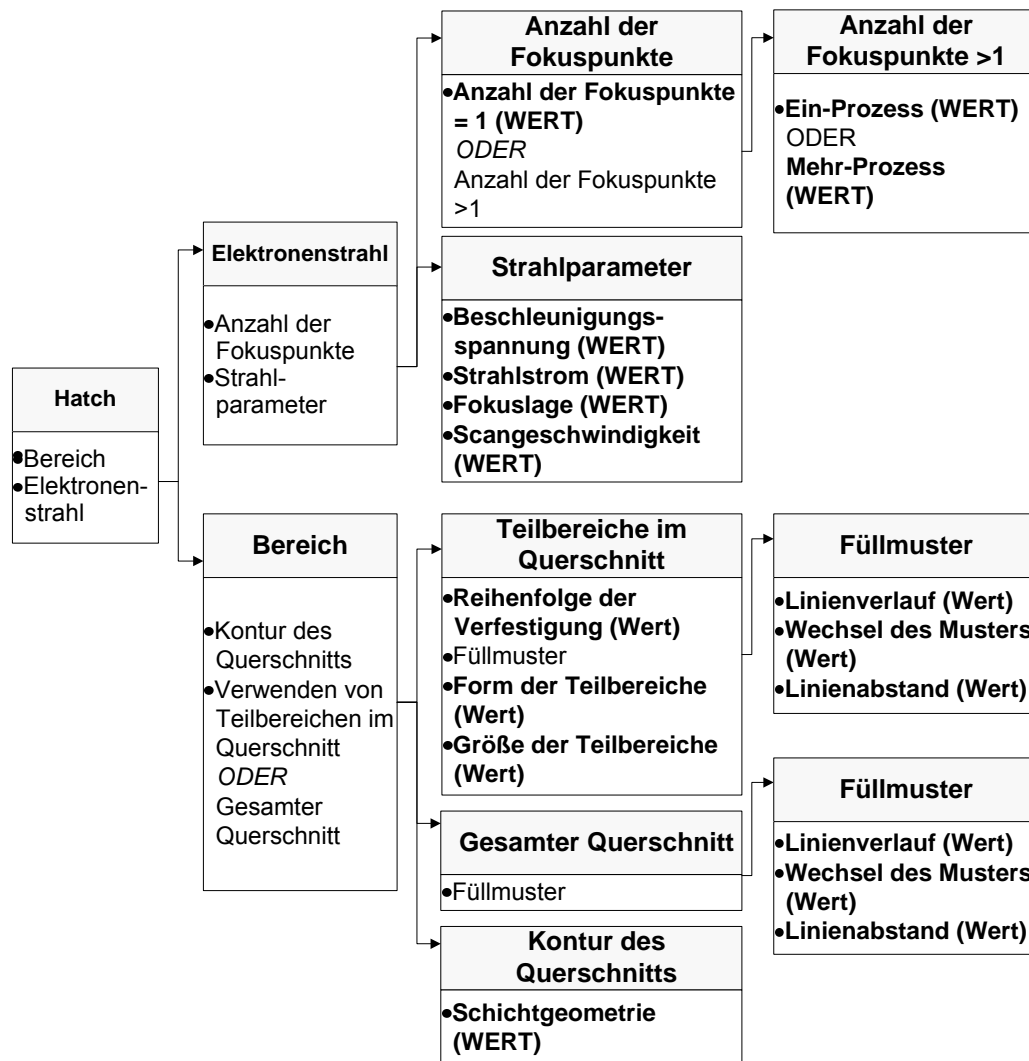 Hatch
●Bereich
●Elektronen-
strahl
Elektronenstrahl
●Anzahl der
Fokuspunkte
●Strahl-
parameter
Anzahl der
Fokuspunkte
●Anzahl der Fokuspunkte
= 1 (WERT)
ODER
Anzahl der Fokuspunkte
>1
Anzahl der
Fokuspunkte >1
●Ein-Prozess (WERT)
ODER
Mehr-Prozess
(WERT)
Strahlparameter
●Beschleunigungs-
spannung (WERT)
●Strahlstrom (WERT)
●Fokuslage (WERT)
●Scangeschwindigkeit
(WERT)
Bereich
●Kontur des
Querschnitts
●Verwenden von
Teilbereichen im
Querschnitt
ODER
Gesamter
Querschnitt
Teilbereiche im
Querschnitt
●Reihenfolge der
Verfestigung (Wert)
●Füllmuster
●Form der Teilbereiche
(Wert)
●Größe der Teilbereiche
(Wert)
Füllmuster
●Linienverlauf (Wert)
●Wechsel des Musters
(Wert)
●Linienabstand (Wert)
Gesamter Querschnitt
●Füllmuster
Füllmuster
●Linienverlauf (Wert)
●Wechsel des Musters
(Wert)
●Linienabstand (Wert)
Kontur des
Querschnitts
●Schichtgeometrie
(WERT)